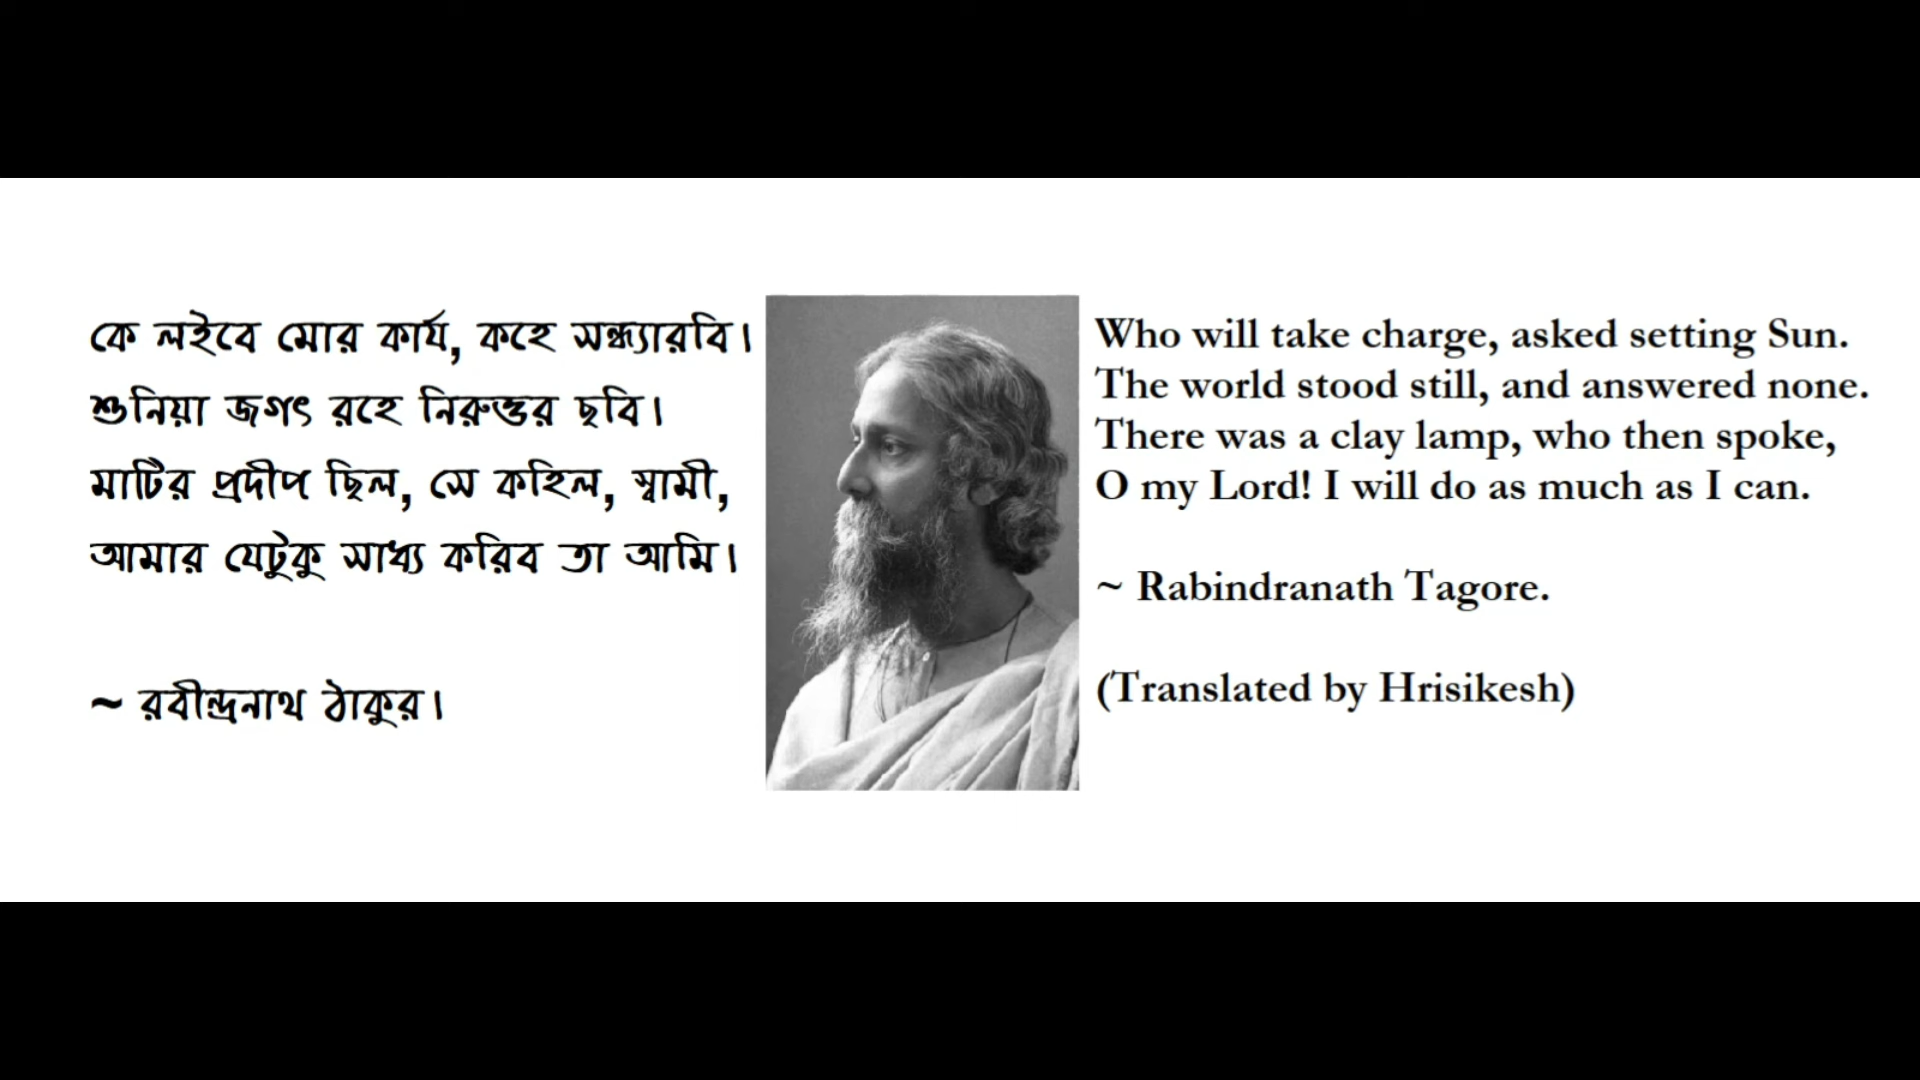 কে লইবে মোর কার্য, কহে সন্ধ্যারবি।
শুনিয়া জগৎ রহে নিরুত্তর ছবি।
মাটির প্রদীপ ছিল, সে কহিল, স্বামী,
আমার যেটুকু সাধ্য করিব তা আমি।
~ রবীন্দ্রনাথ ঠাকুর।
Who will take charge, asked setting Sun.
The world stood still, and answered none.
There was a clay lamp, who then spoke,
O my Lord! I will do as much as I can.
~ Rabindranath Tagore.
(Translated by Hrisikesh)